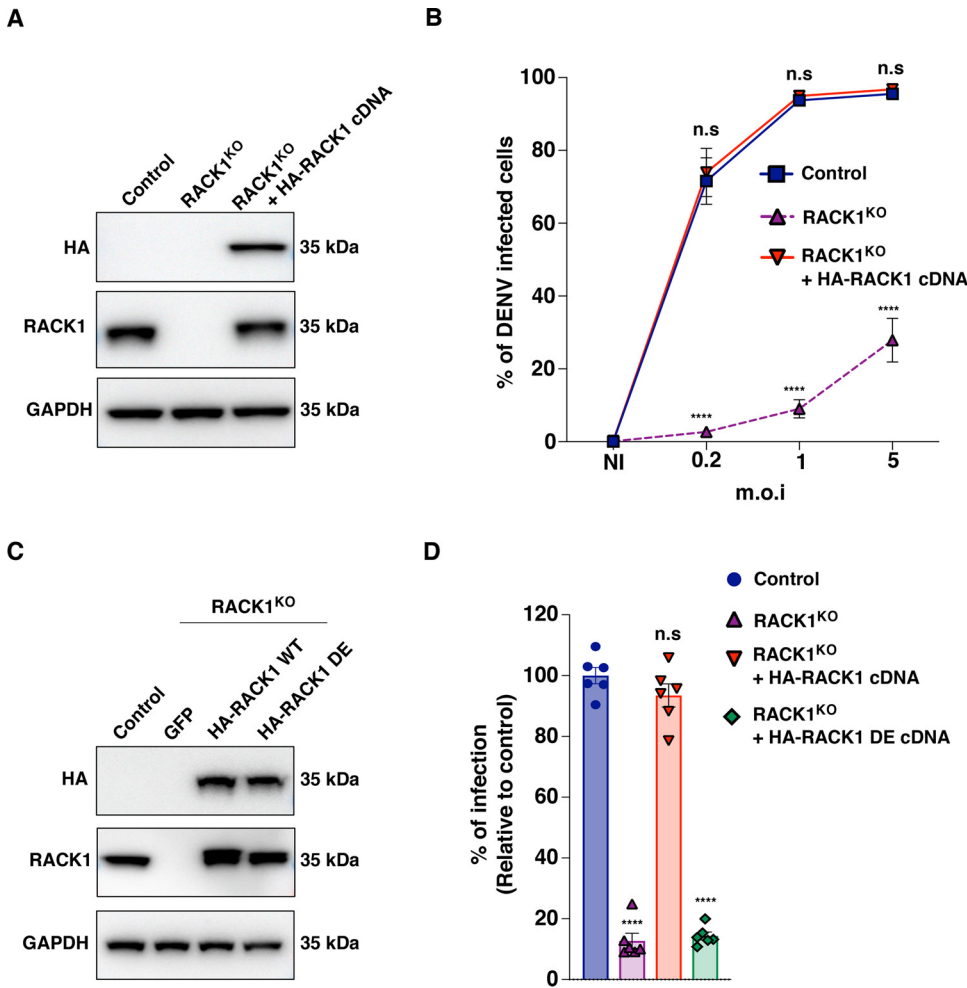 A
Control
RACK1KO
RACK1KO
+ HA-RACK1 cDNA
HA
35 kDa
RACK1
35 kDa
GAPDH
35 kDa
B
% of DENV infected cells
100
80
60
40
20
0
n.s
n.s
n.s
****
****
****
NI
0.2
1
5
m.o.i
Control
RACK1KO
RACK1KO
+ HA-RACK1 cDNA
C
RACK1KO
Control
GFP
HA-RACK1 WT
HA-RACK1 DE
HA
35 kDa
RACK1
35 kDa
GAPDH
35 kDa
D
Control
RACK1KO
RACK1KO
+ HA-RACK1 cDNA
RACK1KO
+ HA-RACK1 DE cDNA
% of infection
(Relative to control)
120
100
80
60
40
20
0
n.s
****
****